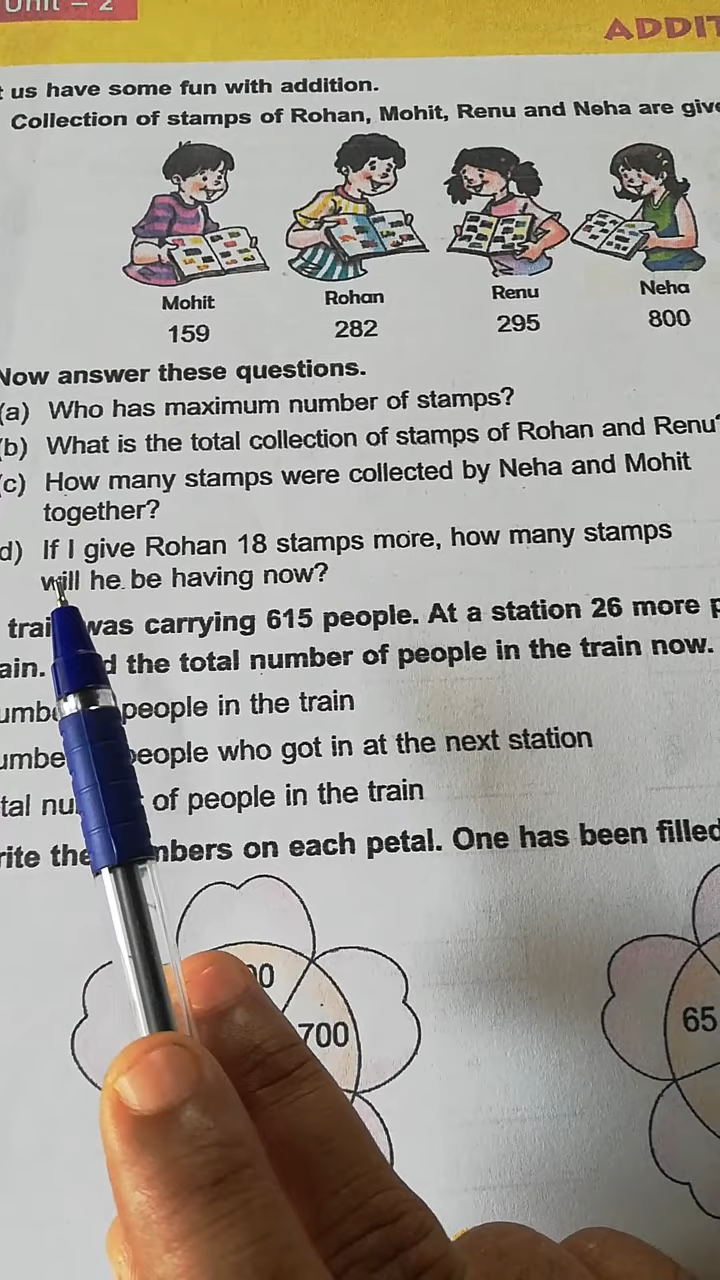 Unit – 2
ADDIT
us have some fun with addition.
Collection of stamps of Rohan, Mohit, Renu and Neha are give
Mohit Rohan Renu Neha
159 282 295 800
Now answer these questions.
(a) Who has maximum number of stamps?
(b) What is the total collection of stamps of Rohan and Renu?
(c) How many stamps were collected by Neha and Mohit
together?
d) If I give Rohan 18 stamps more, how many stamps
will he be having now?
trai was carrying 615 people. At a station 26 more p
ain. d the total number of people in the train now.
umbe people in the train
umbe people who got in at the next station
tal nu of people in the train
rite the mbers on each petal. One has been filled
00
700
65